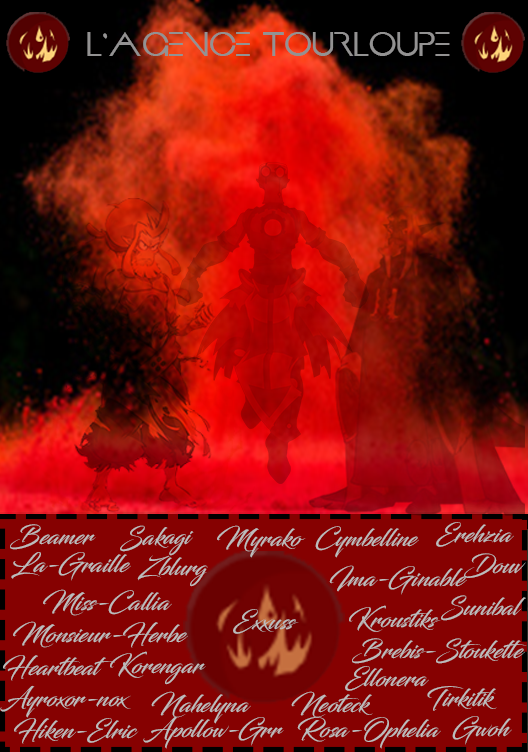 L'AGENCE TOURLOUPE
Beamer Sakagi Myrako Cymbelline Erehzia
La-Graille Zblurg Ima-Ginable Douw
Miss-Callia Kroustiks Sunibal
Exxuss
Monsieur-Herbe Brebis-Stoukette
Heartbeat Korengar Ellonera
Ayroxor-nox Nahelyna Neoteck Tirkitik
Hiken-Elric Apollow-Grr Rosa-Ophelia Gwoh